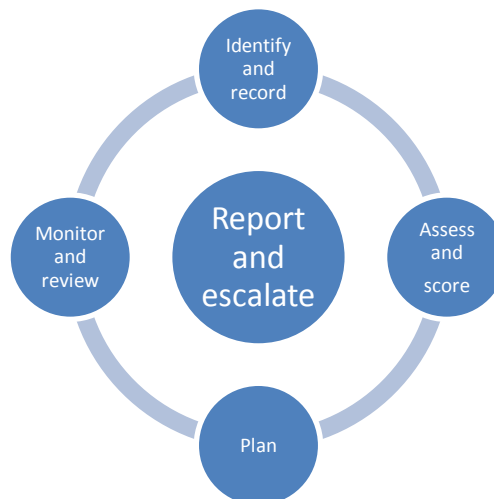 Identify
and
record
Assess
and
score
Plan
Monitor
and
review
Report
and
escalate